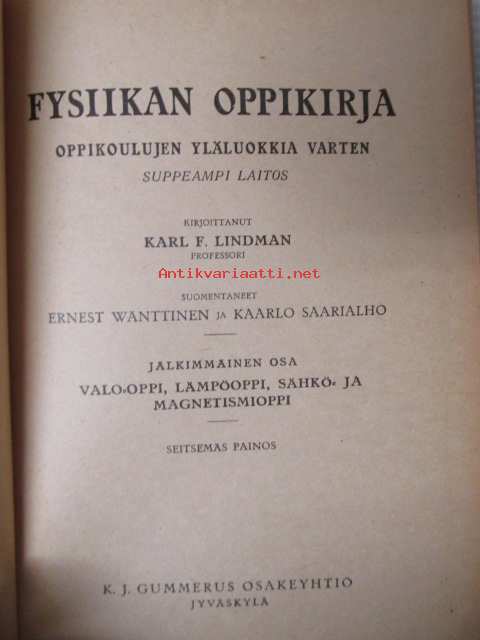 FYSIIKAN OPPIKIRJA
OPPIKOULUJEN YLÄLUOKKIA VARTEN
SUPPEAMPI LAITOS
KIRJOITTANUT
KARL F. LINDMAN
PROFESSORI
Antikvariaatti.net
SUOMENTANEET
ERNEST WANTTINEN JA KAARLO SAARIALHO
JÄLKIMMÄINEN OSA
VALO-OPPI, LÄMPÖOPPI, SÄHKÖ- JA
MAGNETISMIOPPI
SEITSEMÄS PAINOS
K. J. GUMMERUS OSAKEYHTIÖ
JYVÄSKYLÄ